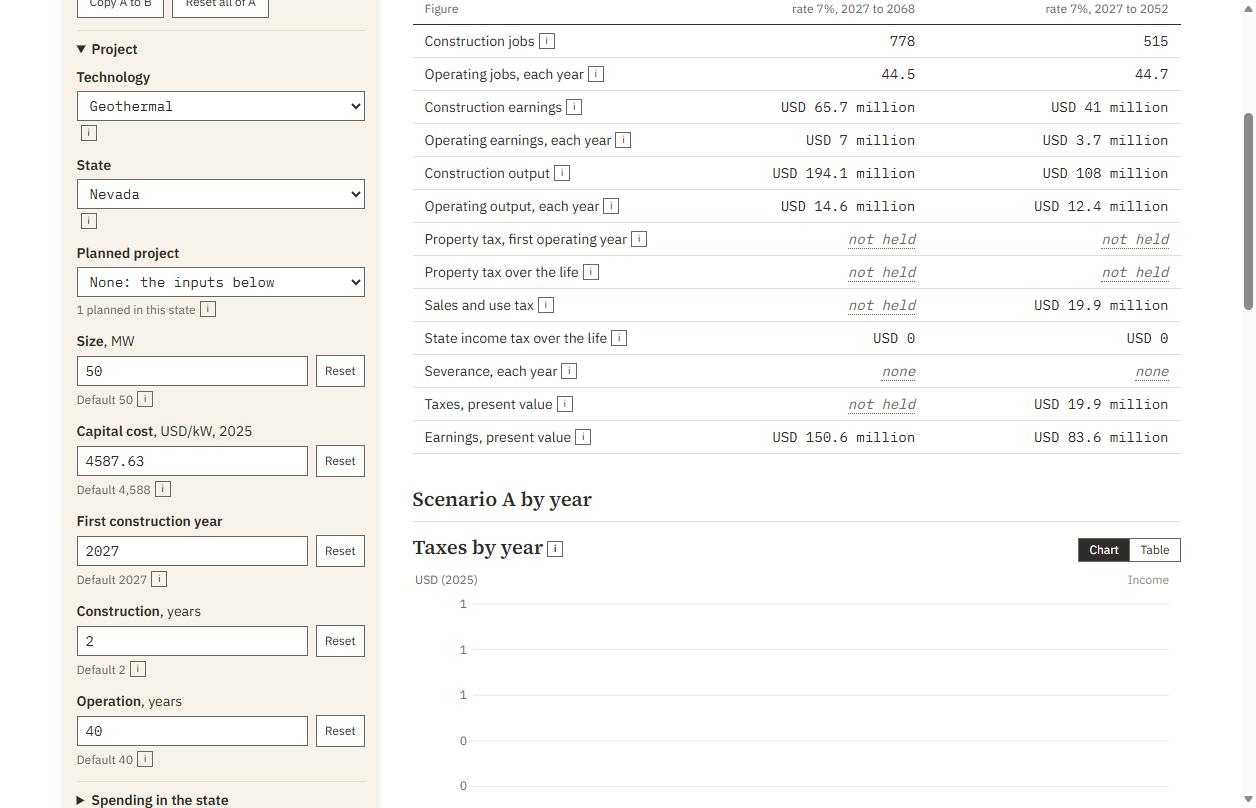 Copy A to B
Reset all of A
▼ Project
Technology
Geothermal
i
State
Nevada
i
Planned project
None: the inputs below
1 planned in this state i
Size, MW
50
Reset
Default 50 i
Capital cost, USD/kW, 2025
4587.63
Reset
Default 4,588 i
First construction year
2027
Reset
Default 2027 i
Construction, years
2
Reset
Default 2 i
Operation, years
40
Reset
Default 40 i
▶ Spending in the state
Figure rate 7%, 2027 to 2068 rate 7%, 2027 to 2052
Construction jobs i 778 515
Operating jobs, each year i 44.5 44.7
Construction earnings i USD 65.7 million USD 41 million
Operating earnings, each year i USD 7 million USD 3.7 million
Construction output i USD 194.1 million USD 108 million
Operating output, each year i USD 14.6 million USD 12.4 million
Property tax, first operating year i not held not held
Property tax over the life i not held not held
Sales and use tax i not held USD 19.9 million
State income tax over the life i USD 0 USD 0
Severance, each year i none none
Taxes, present value i not held USD 19.9 million
Earnings, present value i USD 150.6 million USD 83.6 million
Scenario A by year
Taxes by year i
Chart Table
USD (2025) Income
1
1
1
0
0